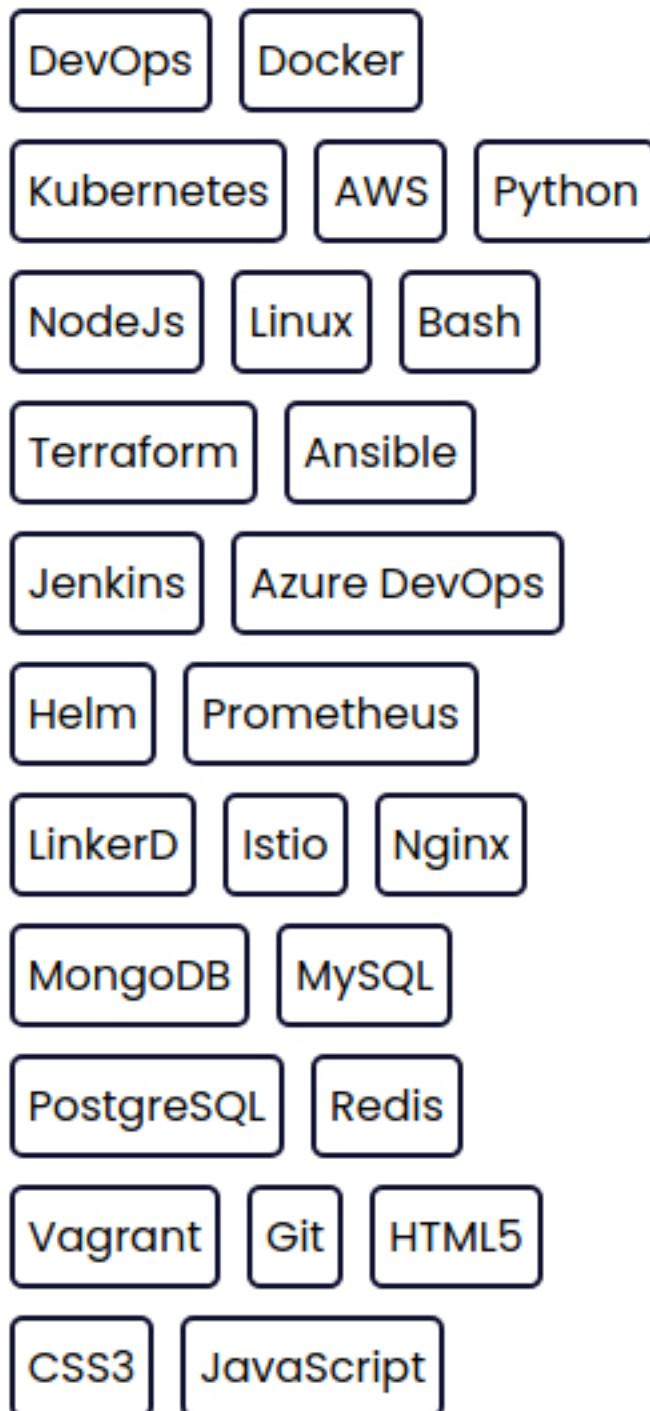 DevOps Docker
Kubernetes AWS Python
NodeJs Linux Bash
Terraform Ansible
Jenkins Azure DevOps
Helm Prometheus
LinkerD Istio Nginx
MongoDB MySQL
PostgreSQL Redis
Vagrant Git HTML5
CSS3 JavaScript